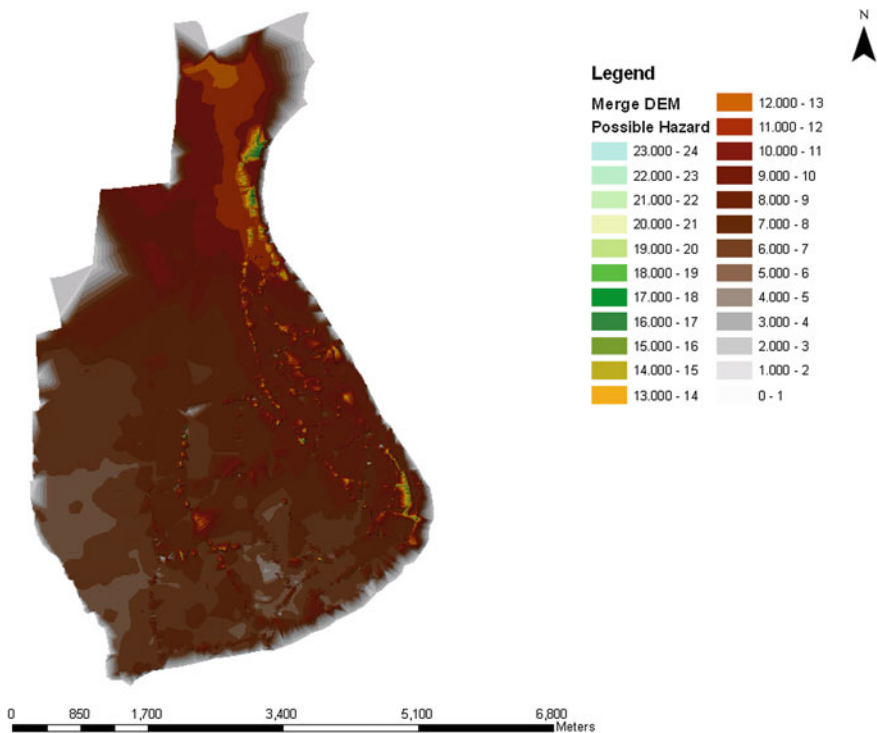 N
Legend
Merge DEM
Possible Hazard
23.000 - 24
22.000 - 23
21.000 - 22
20.000 - 21
19.000 - 20
18.000 - 19
17.000 - 18
16.000 - 17
15.000 - 16
14.000 - 15
13.000 - 14
12.000 - 13
11.000 - 12
10.000 - 11
9.000 - 10
8.000 - 9
7.000 - 8
6.000 - 7
5.000 - 6
4.000 - 5
3.000 - 4
2.000 - 3
1.000 - 2
0 - 1
0 850 1,700 3,400 5,100 6,800
Meters